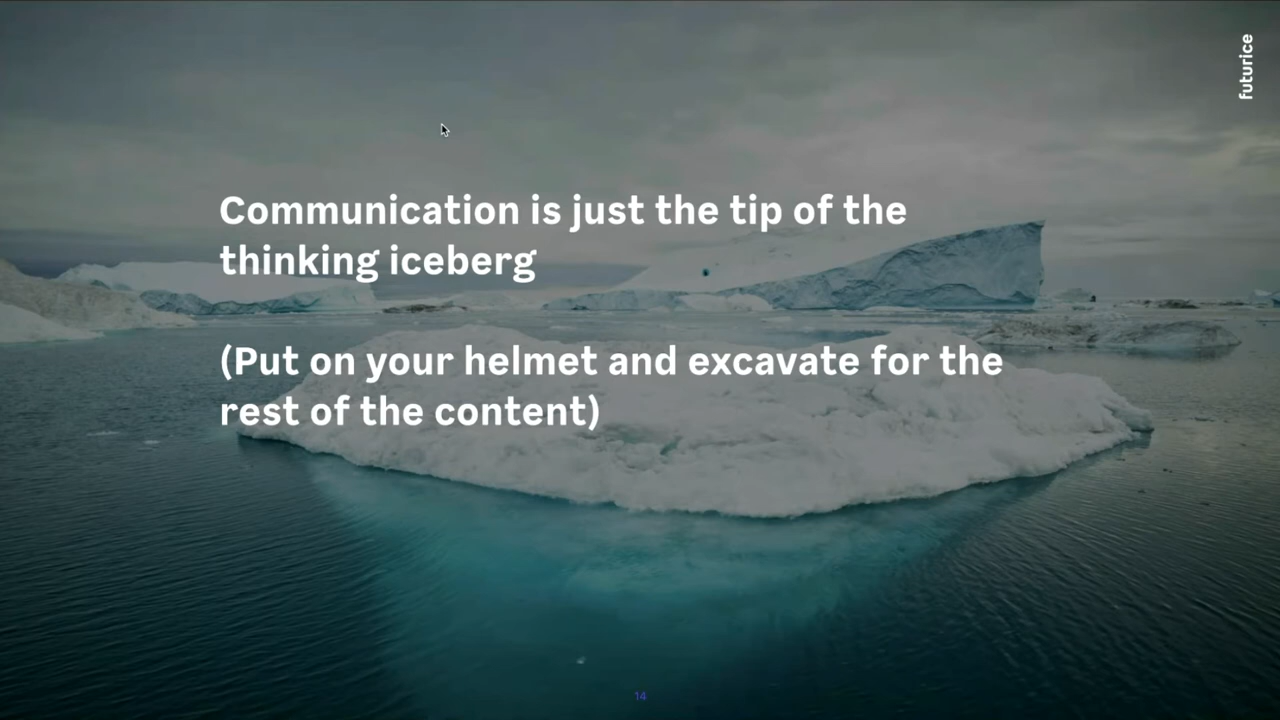 futurice
Communication is just the tip of the
thinking iceberg
(Put on your helmet and excavate for the
rest of the content)
14